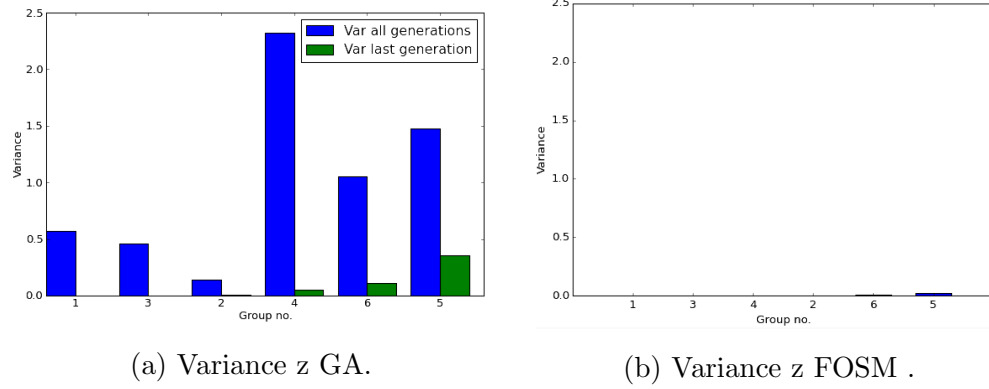 2.5
2.0
1.5
1.0
0.5
0.0
Variance
Var all generations
Var last generation
1 3 2 4 6 5
Group no.
(a) Variance z GA.
2.5
2.0
1.5
1.0
0.5
0.0
Variance
1 3 4 2 6 5
Group no.
(b) Variance z FOSM .